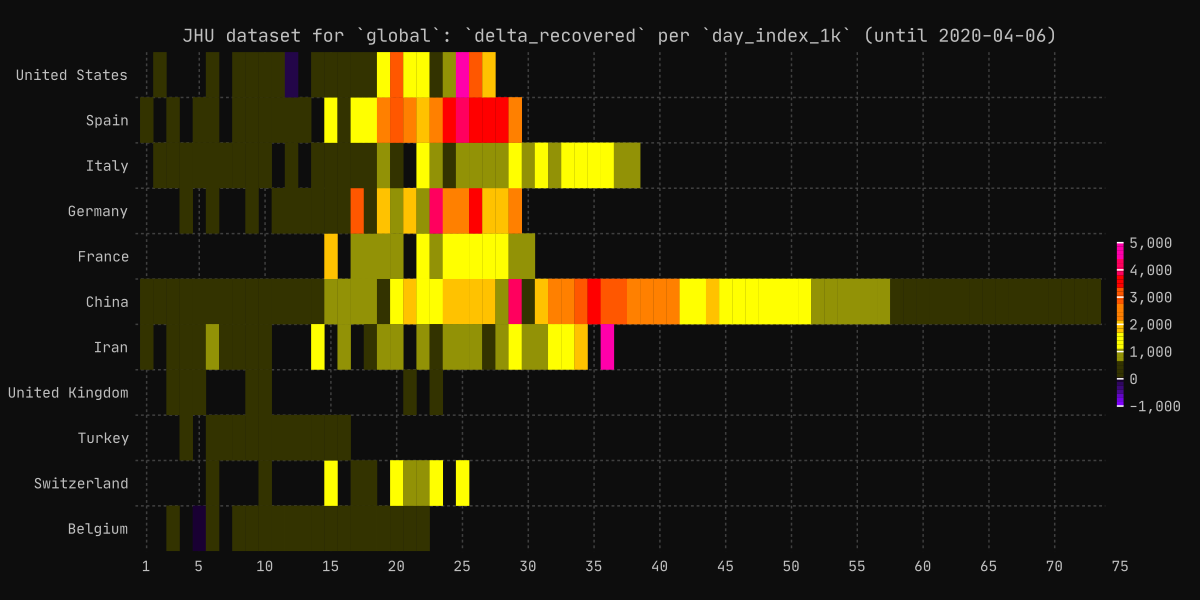 JHU dataset for `global`: `delta_recovered` per `day_index_1k` (until 2020-04-06)
United States
Spain
Italy
Germany
France
China
Iran
United Kingdom
Turkey
Switzerland
Belgium
5,000
4,000
3,000
2,000
1,000
0
-1,000
1 5 10 15 20 25 30 35 40 45 50 55 60 65 70 75